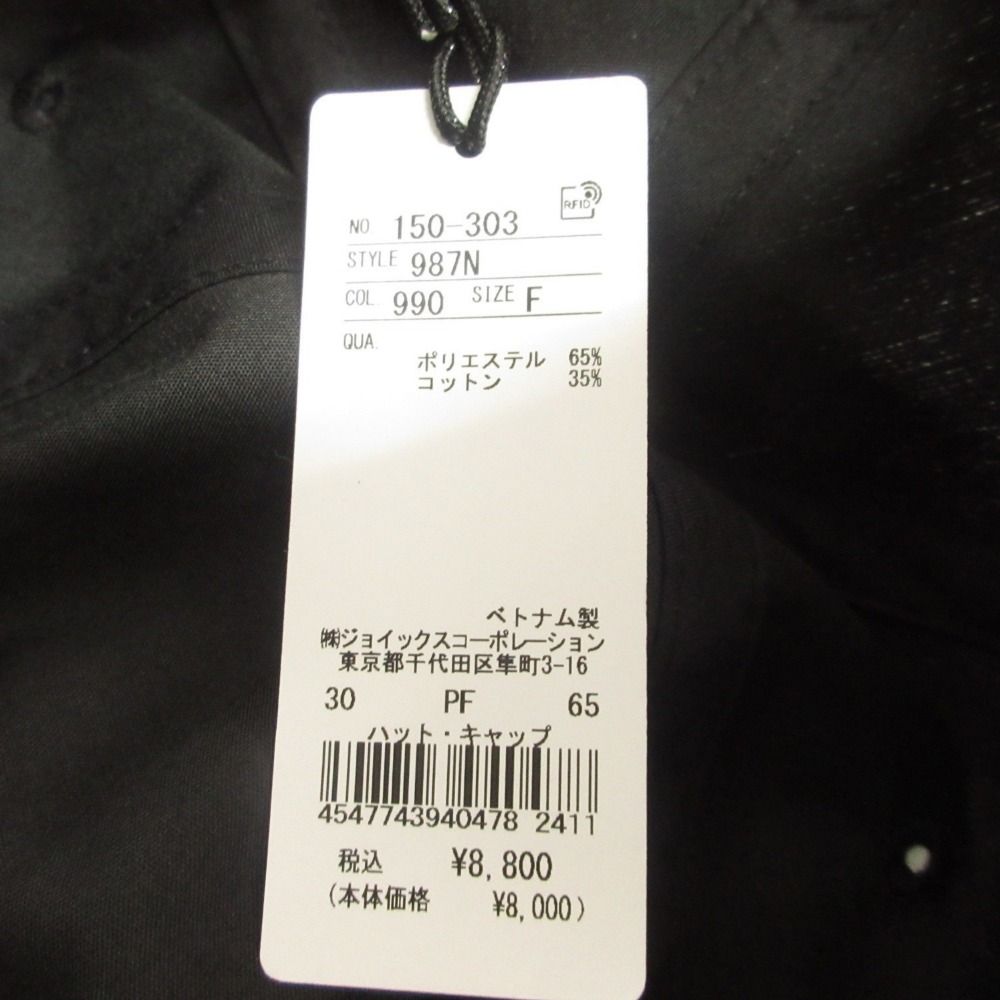 RFID
NO 150-303
STYLE 987N
COL. 990 SIZE F
QUA.
ポリエステル 65%
コットン 35%
ベトナム製
㈱ジョイックスコーポレーション
東京都千代田区隼町3-16
30 PF 65
ハット・キャップ
4547743940478 2411
税込 ¥8,800
(本体価格 ¥8,000)